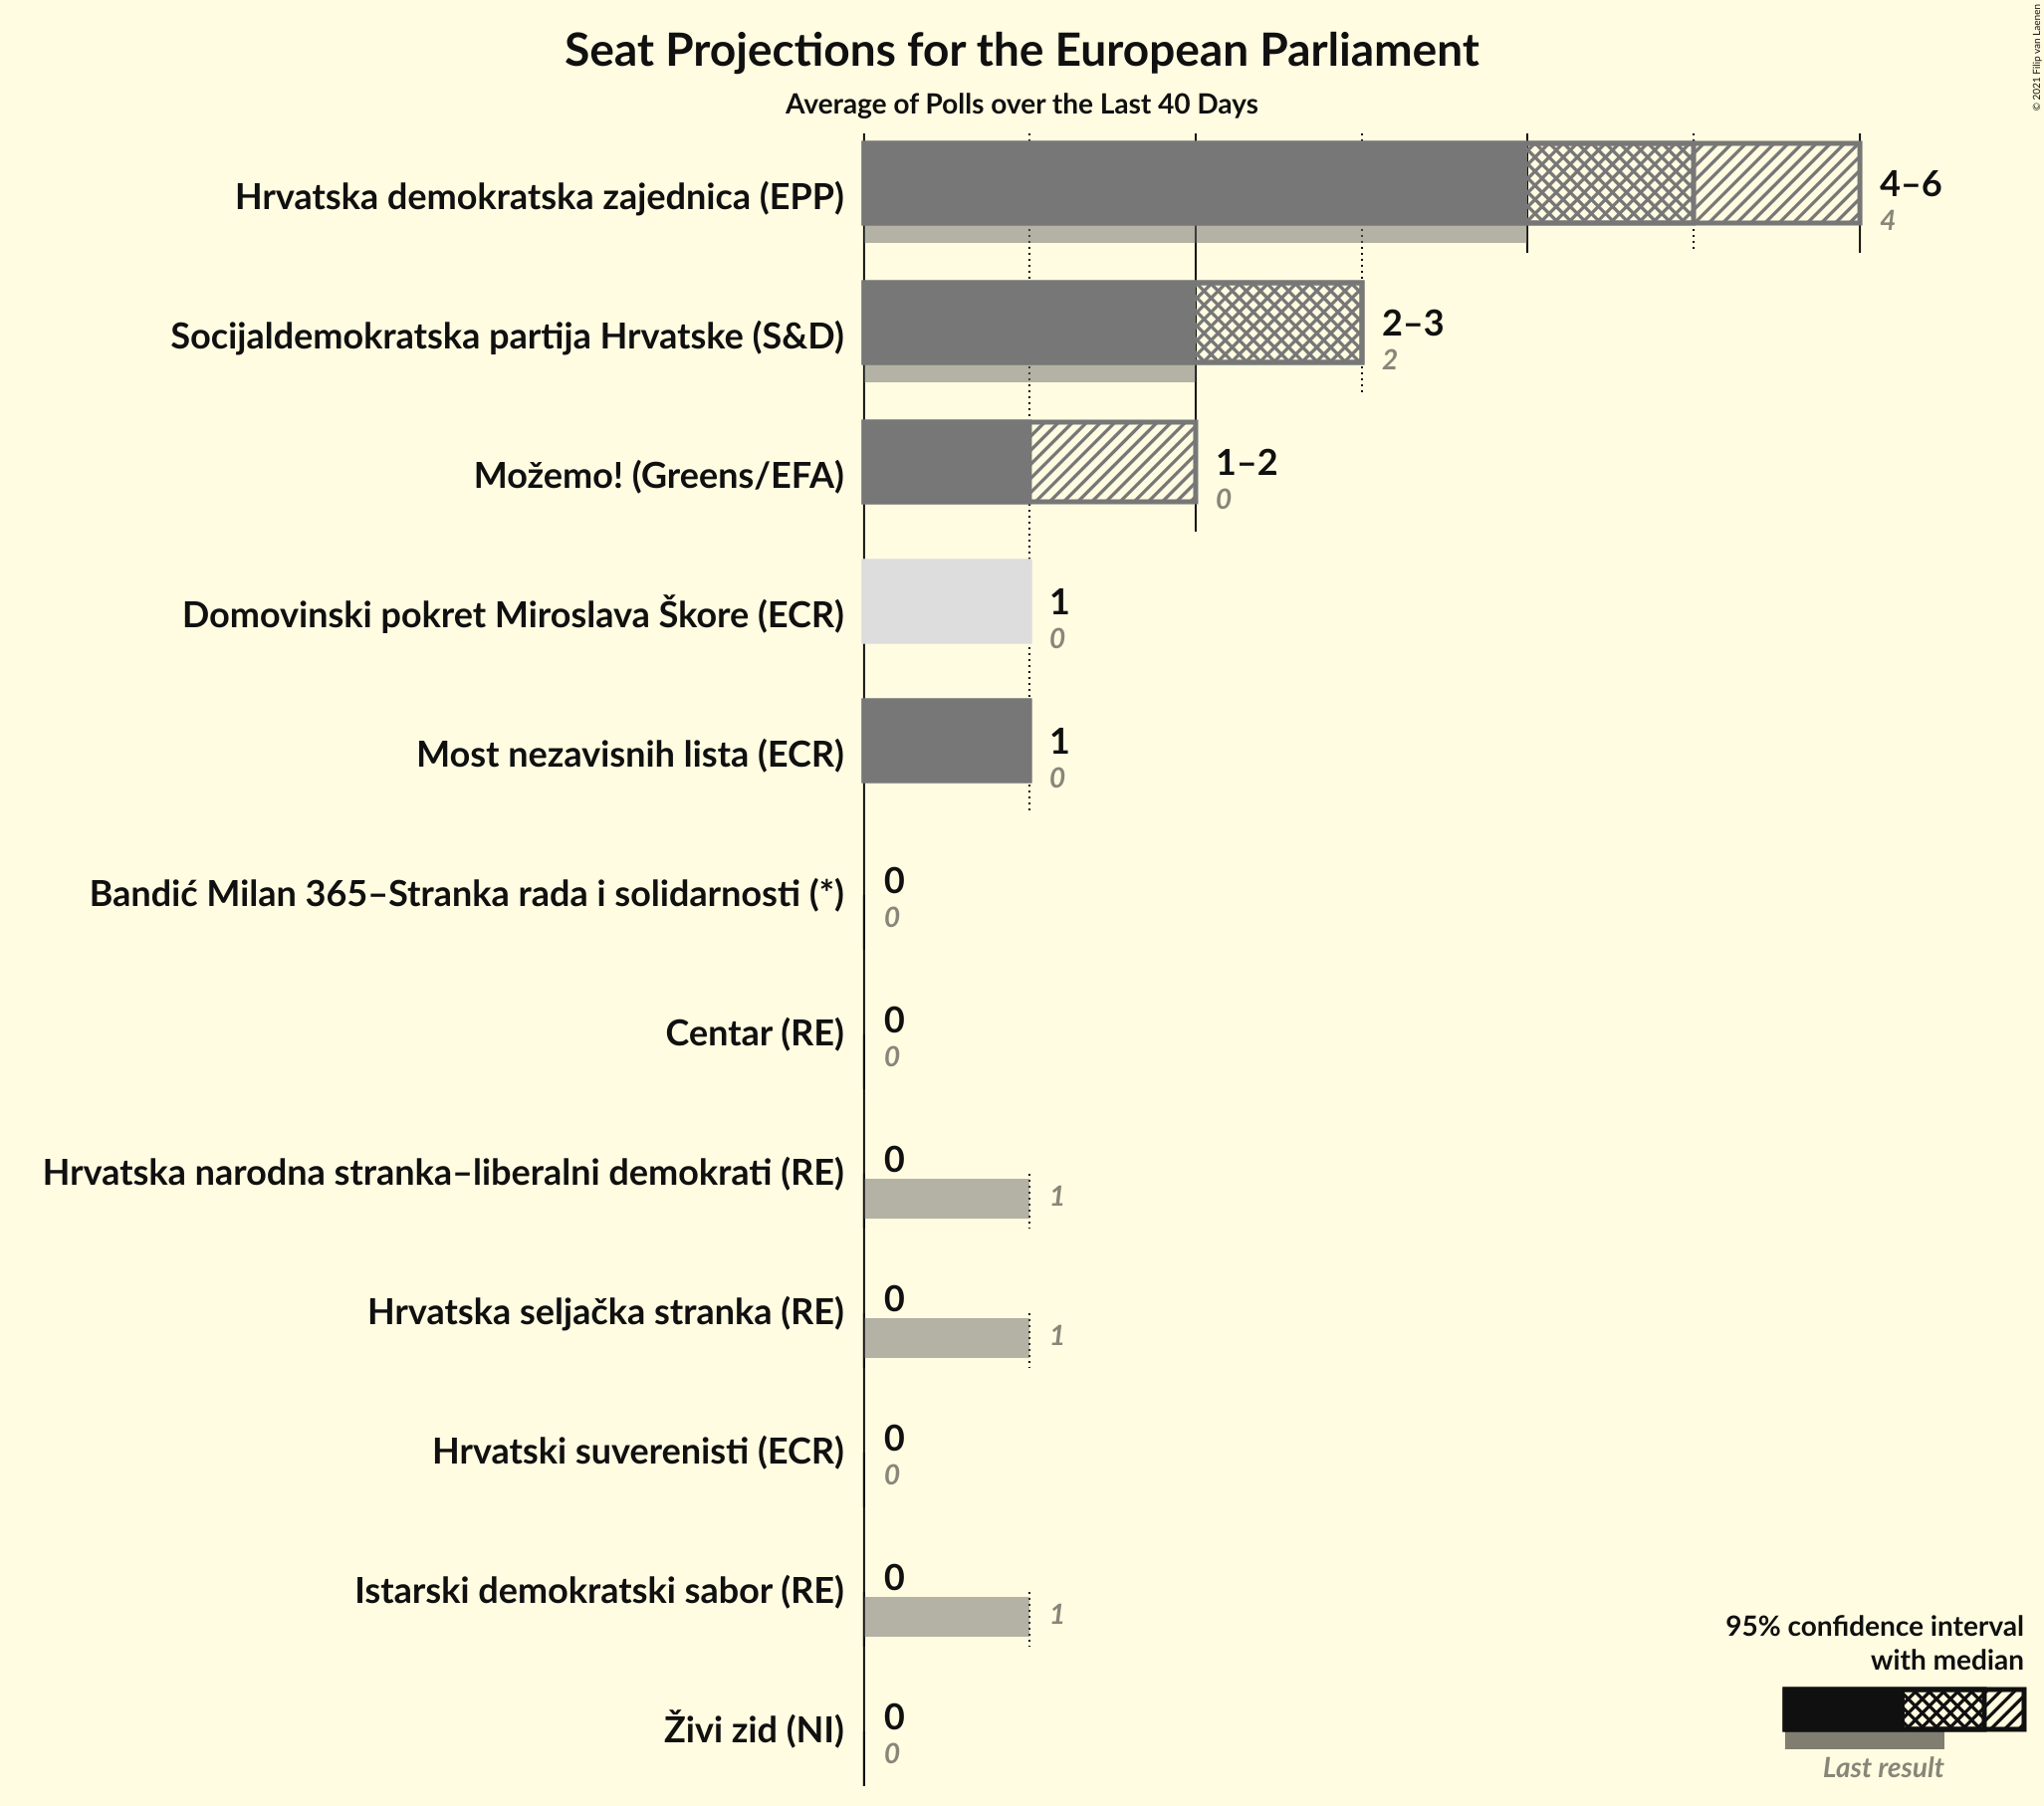 Seat Projections for the European Parliament
Average of Polls over the Last 40 Days
© 2021 Filip van Laenen
Hrvatska demokratska zajednica (EPP)
4–6
4
Socijaldemokratska partija Hrvatske (S&D)
2–3
2
Možemo! (Greens/EFA)
1–2
0
Domovinski pokret Miroslava Škore (ECR)
1
0
Most nezavisnih lista (ECR)
1
0
Bandić Milan 365–Stranka rada i solidarnosti (*)
0
0
Centar (RE)
0
0
Hrvatska narodna stranka–liberalni demokrati (RE)
0
1
Hrvatska seljačka stranka (RE)
0
1
Hrvatski suverenisti (ECR)
0
0
Istarski demokratski sabor (RE)
0
1
Živi zid (NI)
0
0
95% confidence interval
with median
Last result